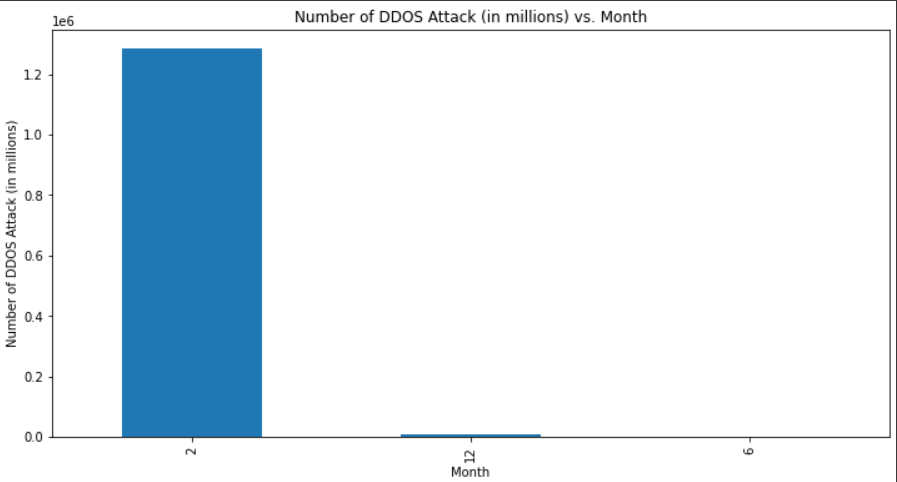 Number of DDOS Attack (in millions) vs. Month
1e6
1.2
1.0
0.8
0.6
0.4
0.2
0.0
Number of DDOS Attack (in millions)
2
12
6
Month